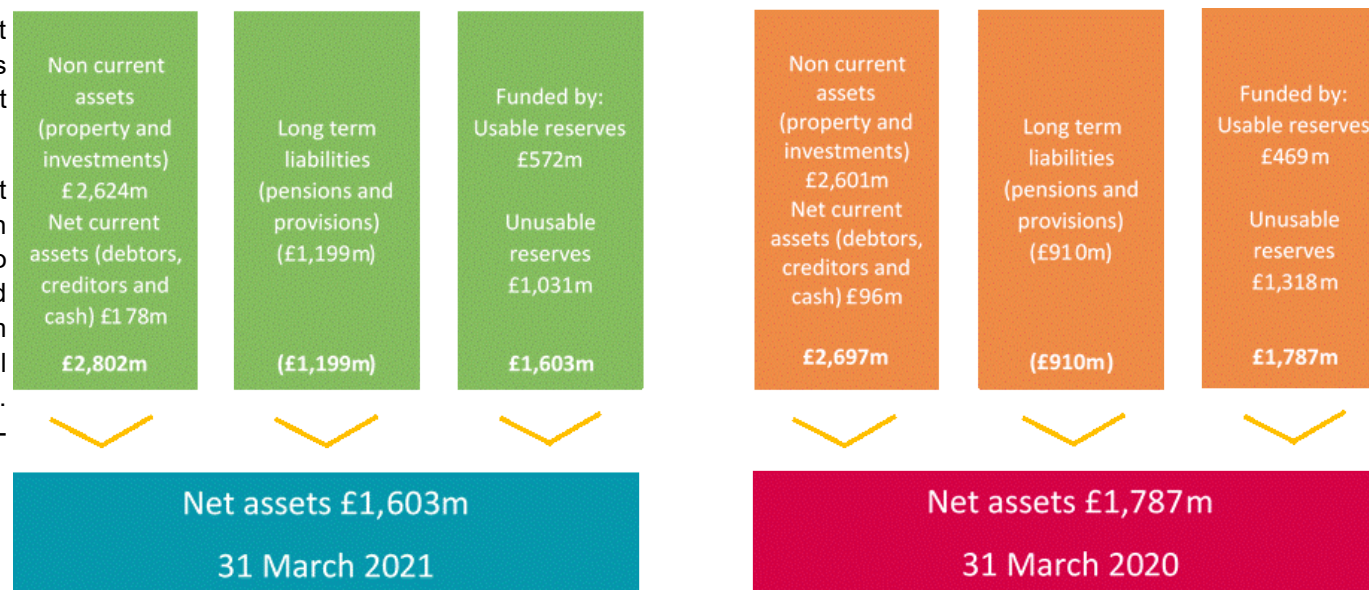 t
s
t
t
n
o
d
n
l
.
-
Non current
assets
(property and
investments)
£2,624m
Net current
assets (debtors,
creditors and
cash) £178m
£2,802m
Long term
liabilities
(pensions and
provisions)
(£1,199m)
(£1,199m)
Funded by:
Usable reserves
£572m
Unusable
reserves
£1,031m
£1,603m
Net assets £1,603m
31 March 2021
Non current
assets
(property and
investments)
£2,601m
Net current
assets (debtors,
creditors and
cash) £96m
£2,697m
Long term
liabilities
(pensions and
provisions)
(£910m)
(£910m)
Funded by:
Usable reserves
£469m
Unusable
reserves
£1,318m
£1,787m
Net assets £1,787m
31 March 2020